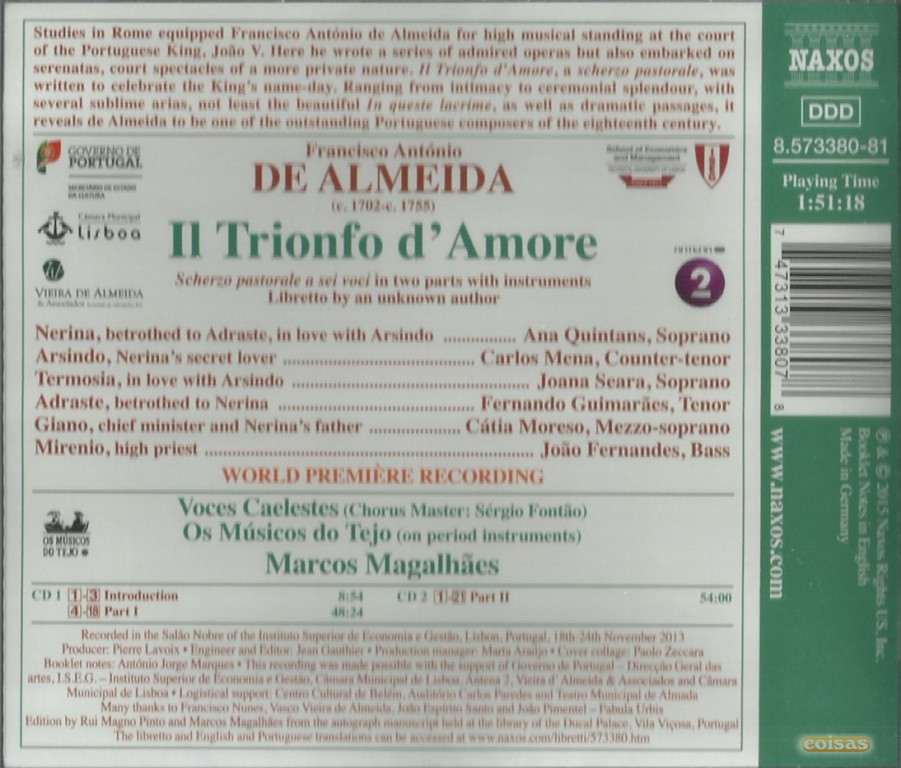 Studies in Rome equipped Francisco António de Almeida for high musical standing at the court
of the Portuguese King, João V. Here he wrote a series of admired operas but also embarked on
serenatas, court spectacles of a more private nature. Il Trionfo d'Amore, a scherzo pastorale, was
written to celebrate the King's name-day. Ranging from intimacy to ceremonial splendour, with
several sublime arias, not least the beautiful In queste lacrime, as well as dramatic passages, it
reveals de Almeida to be one of the outstanding Portuguese composers of the eighteenth century.
GOVERNO DE
PORTUGAL
SECRETÁRIO DE ESTADO
DA CULTURA
Francisco António
DE ALMEIDA
(c. 1702-c. 1755)
School of Economics
and Management
Câmara Municipal
Lisboa
Il Trionfo d'Amore
VIEIRA DE ALMEIDA
Scherzo pastorale a sei voci in two parts with instruments
Libretto by an unknown author
antena
2
Nerina, betrothed to Adraste, in love with Arsindo .............. Ana Quintans, Soprano
Arsindo, Nerina's secret lover .............. Carlos Mena, Counter-tenor
Termosia, in love with Arsindo .............. Joana Seara, Soprano
Adraste, betrothed to Nerina .............. Fernando Guimarães, Tenor
Giano, chief minister and Nerina's father .............. Cátia Moreso, Mezzo-soprano
Mirenio, high priest .............. João Fernandes, Bass
WORLD PREMIÈRE RECORDING
Voces Caelestes (Chorus Master: Sérgio Fontão)
Os Músicos do Tejo (on period instruments)
Marcos Magalhães
OS MÚSICOS
DO TEJO
CD 1 1-3 Introduction 8:54 CD 2 1-21 Part II 54:00
4-18 Part I 48:24
Recorded in the Salão Nobre of the Instituto Superior de Economia e Gestão, Lisbon, Portugal, 18th-24th November 2013
Producer: Pierre Lavoix • Engineer and Editor: Jean Gauthier • Production manager: Marta Araújo • Cover collage: Paolo Zeccara
Booklet notes: António Jorge Marques • This recording was made possible with the support of Governo de Portugal – Direcção Geral das
artes, I.S.E.G. – Instituto Superior de Economia e Gestão, Câmara Municipal de Lisboa, Antena 2, Vieira d' Almeida & Associados and Câmara
Municipal de Lisboa • Logistical support: Centro Cultural de Belém, Auditório Carlos Paredes and Teatro Municipal de Almada
Many thanks to Francisco Nunes, Vasco Vieira de Almeida, João Espírito Santo and João Pimentel – Fabula Urbis
Edition by Rui Magno Pinto and Marcos Magalhães from the autograph manuscript held at the library of the Ducal Palace, Vila Viçosa, Portugal
The libretto and English and Portuguese translations can be accessed at www.naxos.com/libretti/573380.htm
NAXOS
DDD
8.573380-81
Playing Time
1:51:18
7 47313 33807 8
℗ & © 2015 Naxos Rights US, Inc.
Booklet Notes in English
Made in Germany
www.naxos.com
coisas